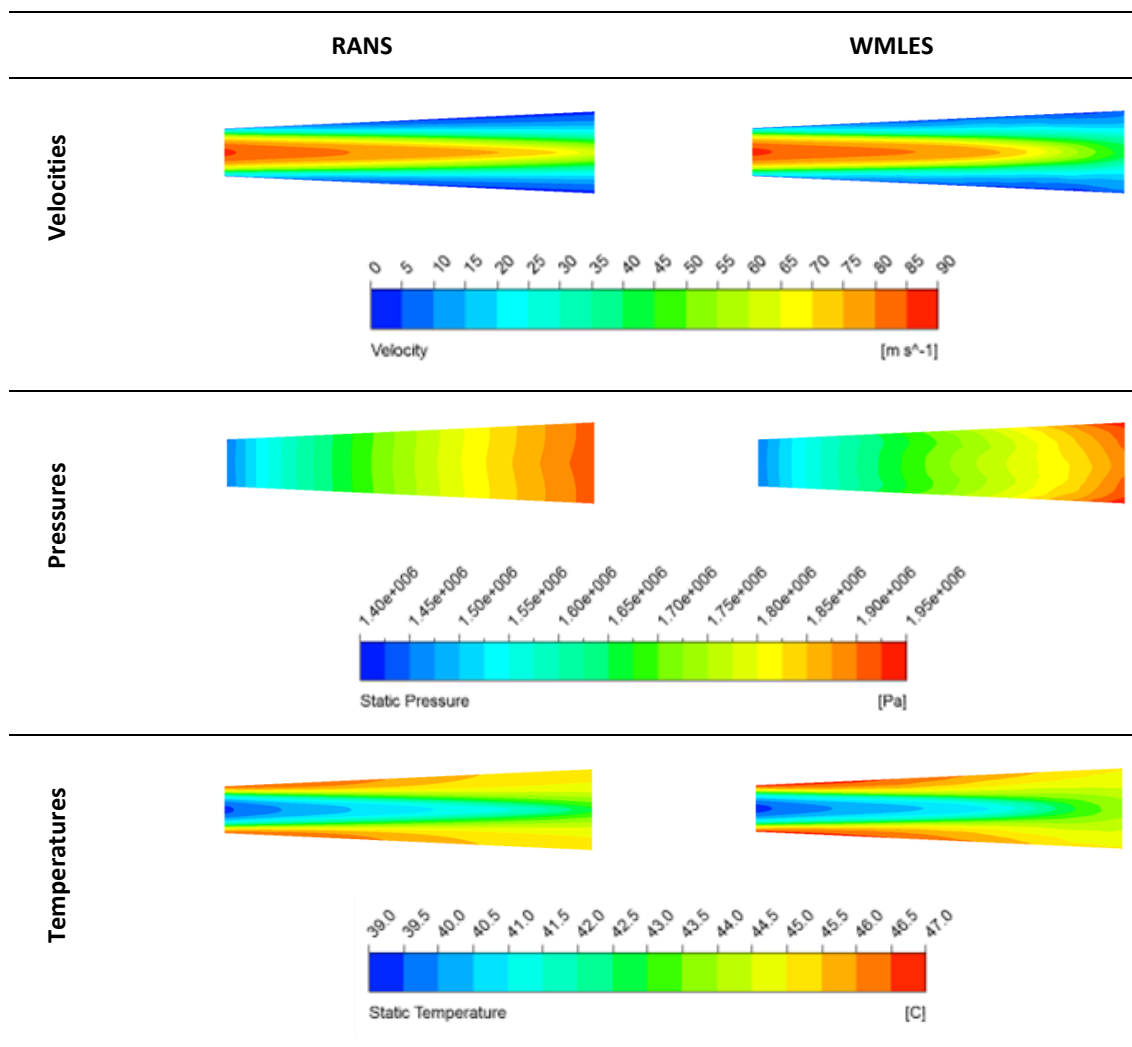 RANS WMLES
Velocities
0 5 10 15 20 25 30 35 40 45 50 55 60 65 70 75 80 85 90
Velocity [m s^-1]
Pressures
1.40e+006 1.45e+006 1.50e+006 1.55e+006 1.60e+006 1.65e+006 1.70e+006 1.75e+006 1.80e+006 1.85e+006 1.90e+006 1.95e+006
Static Pressure [Pa]
Temperatures
39.0 39.5 40.0 40.5 41.0 41.5 42.0 42.5 43.0 43.5 44.0 44.5 45.0 45.5 46.0 46.5 47.0
Static Temperature [C]